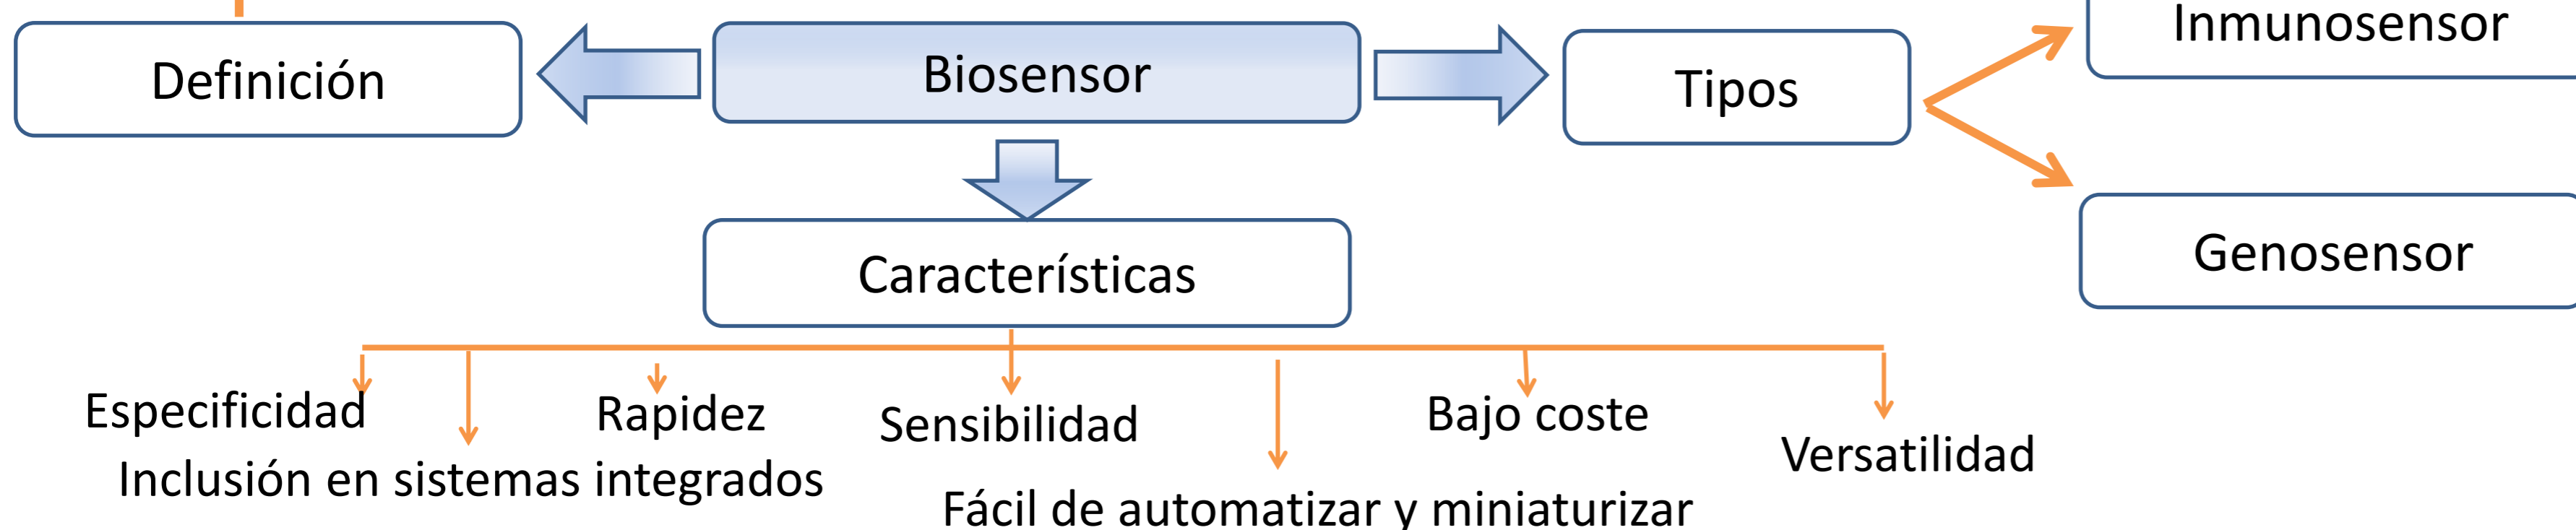 Inmunosensor
Definición
Biosensor
Tipos
Genosensor
Características
Especificidad
Rapidez
Sensibilidad
Bajo coste
Versatilidad
Inclusión en sistemas integrados
Fácil de automatizar y miniaturizar